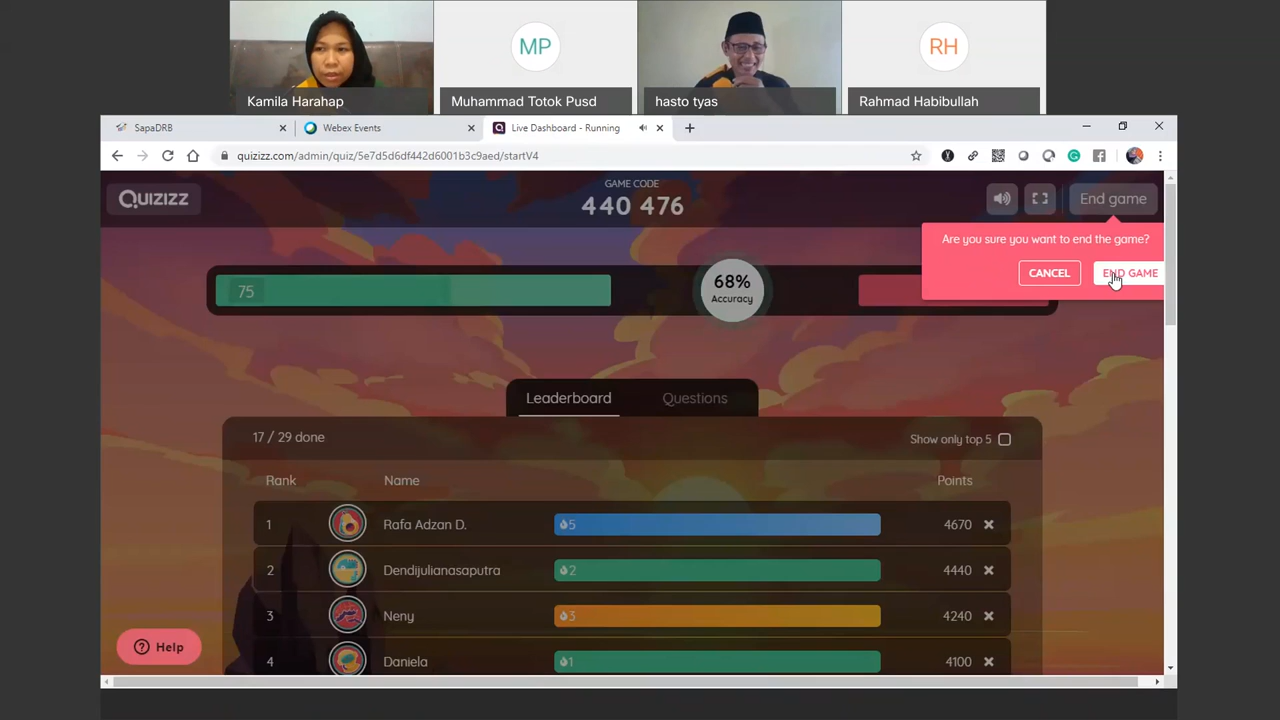 MP
RH
Kamila Harahap
Muhammad Totok Pusd
hasto tyas
Rahmad Habibullah
SapaDRB
Webex Events
Live Dashboard - Running
quizizz.com/admin/quiz/5e7d5d6df442d6001b3c9aed/startV4
QUIZIZZ
GAME CODE
440 476
End game
Are you sure you want to end the game?
CANCEL
END GAME
75
68%
Accuracy
Leaderboard
Questions
17 / 29 done
Show only top 5
Rank
Name
Points
1
Rafa Adzan D.
5
4670
2
Dendijulianasaputra
2
4440
3
Neny
3
4240
4
Daniela
1
4100
Help